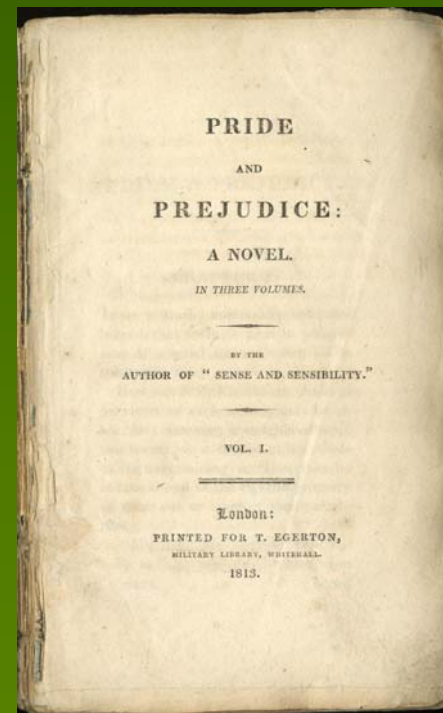 PRIDE
AND
PREJUDICE:
A NOVEL.
IN THREE VOLUMES.
BY THE
AUTHOR OF " SENSE AND SENSIBILITY."
VOL. I.
London:
PRINTED FOR T. EGERTON,
MILITARY LIBRARY, WHITEHALL.
1813.